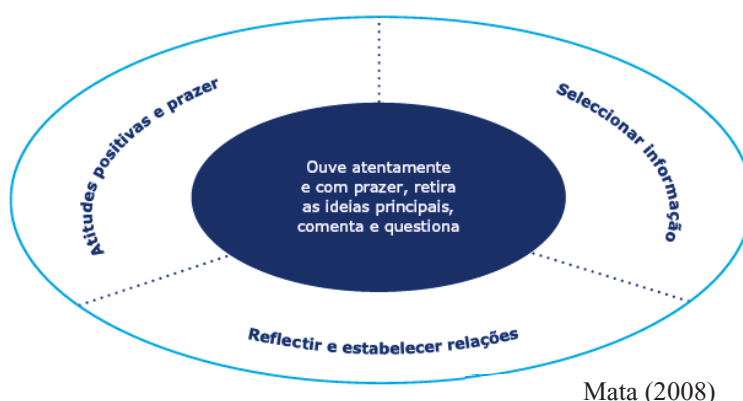 Atitudes positivas e prazer
Seleccionar informação
Ouve atentamente
e com prazer, retira
as ideias principais,
comenta e questiona
Reflectir e estabelecer relações
Mata (2008)